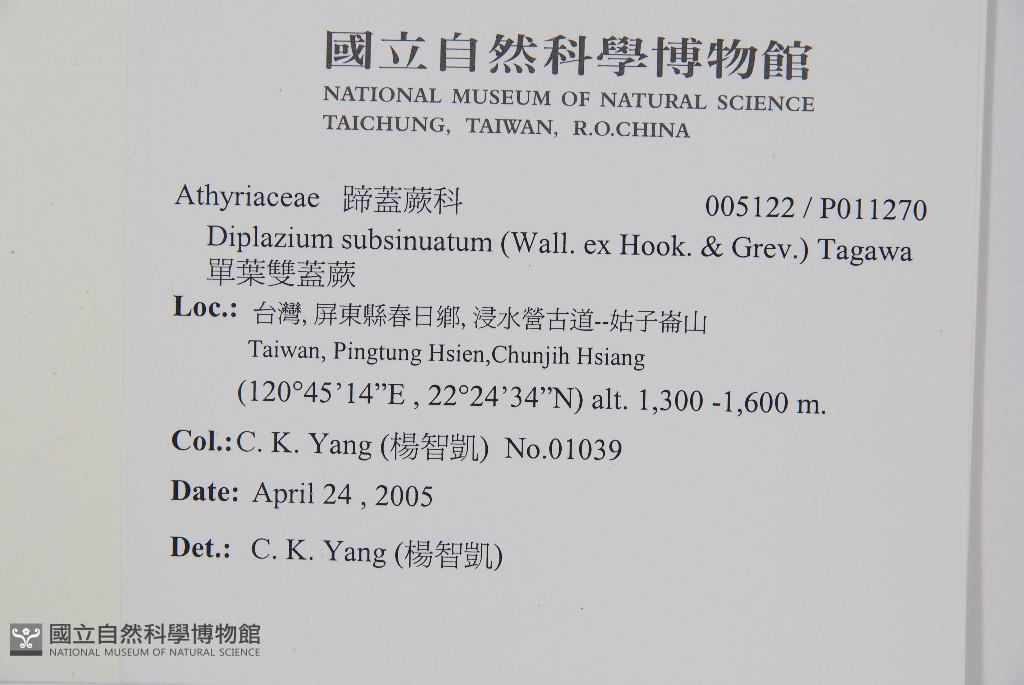 國立自然科學博物館
NATIONAL MUSEUM OF NATURAL SCIENCE
TAICHUNG, TAIWAN, R.O.CHINA
Athyriaceae 蹄蓋蕨科 005122 / P011270
Diplazium subsinuatum (Wall. ex Hook. & Grev.) Tagawa
單葉雙蓋蕨
Loc.: 台灣, 屏東縣春日鄉, 浸水營古道--姑子崙山
Taiwan, Pingtung Hsien,Chunjih Hsiang
(120°45’14”E , 22°24’34”N) alt. 1,300 -1,600 m.
Col.:C. K. Yang (楊智凱) No.01039
Date: April 24 , 2005
Det.: C. K. Yang (楊智凱)
國立自然科學博物館
NATIONAL MUSEUM OF NATURAL SCIENCE